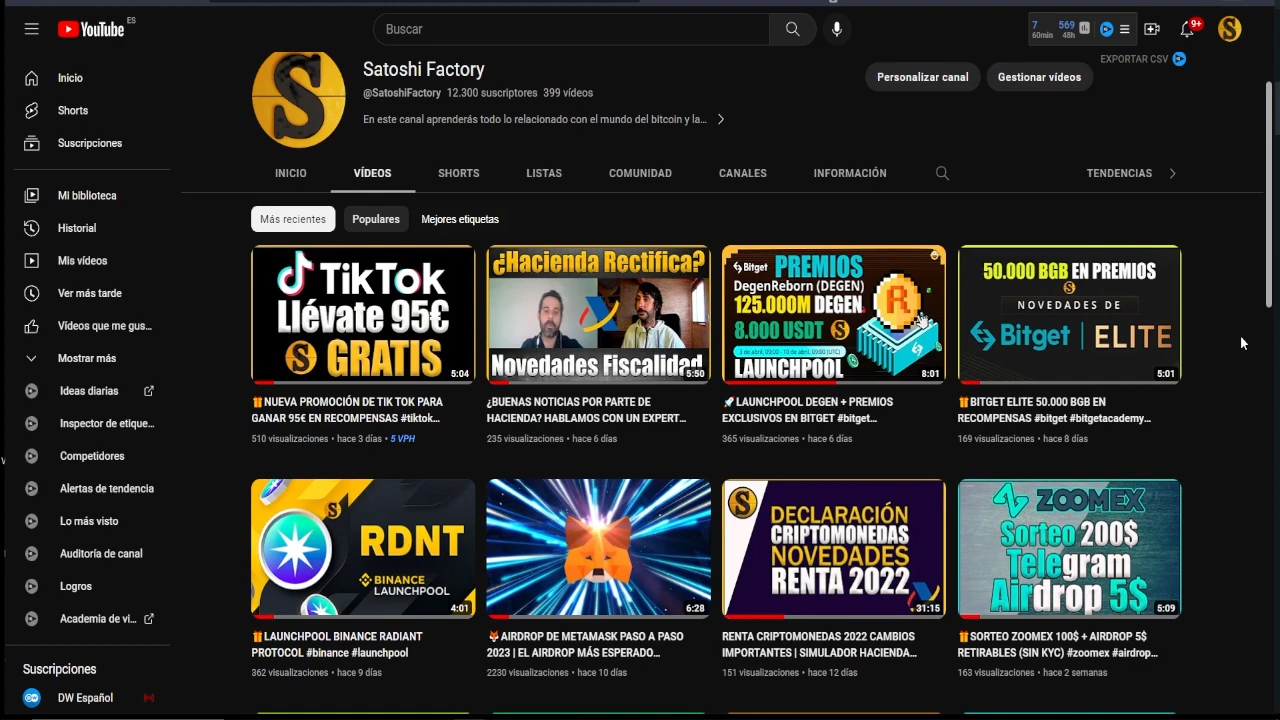 YouTube ES
Buscar
7 569
60min 48h
9+
EXPORTAR CSV
Inicio
Shorts
Suscripciones
Mi biblioteca
Historial
Mis vídeos
Ver más tarde
Vídeos que me gus...
Mostrar más
Ideas diarias
Inspector de etique...
Competidores
Alertas de tendencia
Lo más visto
Auditoría de canal
Logros
Academia de vi...
Suscripciones
DW Español
Satoshi Factory
@SatoshiFactory 12.300 suscriptores 399 vídeos
En este canal aprenderás todo lo relacionado con el mundo del bitcoin y la...
Personalizar canal
Gestionar vídeos
INICIO
VÍDEOS
SHORTS
LISTAS
COMUNIDAD
CANALES
INFORMACIÓN
TENDENCIAS
Más recientes
Populares
Mejores etiquetas
TikTok
Llévate 95€
GRATIS
5:04
NUEVA PROMOCIÓN DE TIK TOK PARA
GANAR 95€ EN RECOMPENSAS #tiktok...
510 visualizaciones • hace 3 días • 5 VPH
¿Hacienda Rectifica?
Novedades Fiscalidad
5:50
¿BUENAS NOTICIAS POR PARTE DE
HACIENDA? HABLAMOS CON UN EXPERT...
235 visualizaciones • hace 6 días
Bitget PREMIOS
DegenReborn (DEGEN)
125.000M DEGEN
8.000 USDT
3 de abril, 09:00 - 10 de abril, 09:00 (UTC)
LAUNCHPOOL
8:01
LAUNCHPOOL DEGEN + PREMIOS
EXCLUSIVOS EN BITGET #bitget...
365 visualizaciones • hace 6 días
50.000 BGB EN PREMIOS
NOVEDADES DE
Bitget | ELITE
5:01
BITGET ELITE 50.000 BGB EN
RECOMPENSAS #bitget #bitgetacademy...
169 visualizaciones • hace 8 días
RDNT
BINANCE
LAUNCHPOOL
4:01
LAUNCHPOOL BINANCE RADIANT
PROTOCOL #binance #launchpool
362 visualizaciones • hace 9 días
6:28
AIRDROP DE METAMASK PASO A PASO
2023 | EL AIRDROP MÁS ESPERADO...
2230 visualizaciones • hace 10 días
DECLARACIÓN
CRIPTOMONEDAS
NOVEDADES
RENTA 2022
31:15
RENTA CRIPTOMONEDAS 2022 CAMBIOS
IMPORTANTES | SIMULADOR HACIENDA...
151 visualizaciones • hace 12 días
ZOOMEX
Sorteo 200$
Telegram
Airdrop 5$
5:09
SORTEO ZOOMEX 100$ + AIRDROP 5$
RETIRABLES (SIN KYC) #zoomex #airdrop...
163 visualizaciones • hace 2 semanas